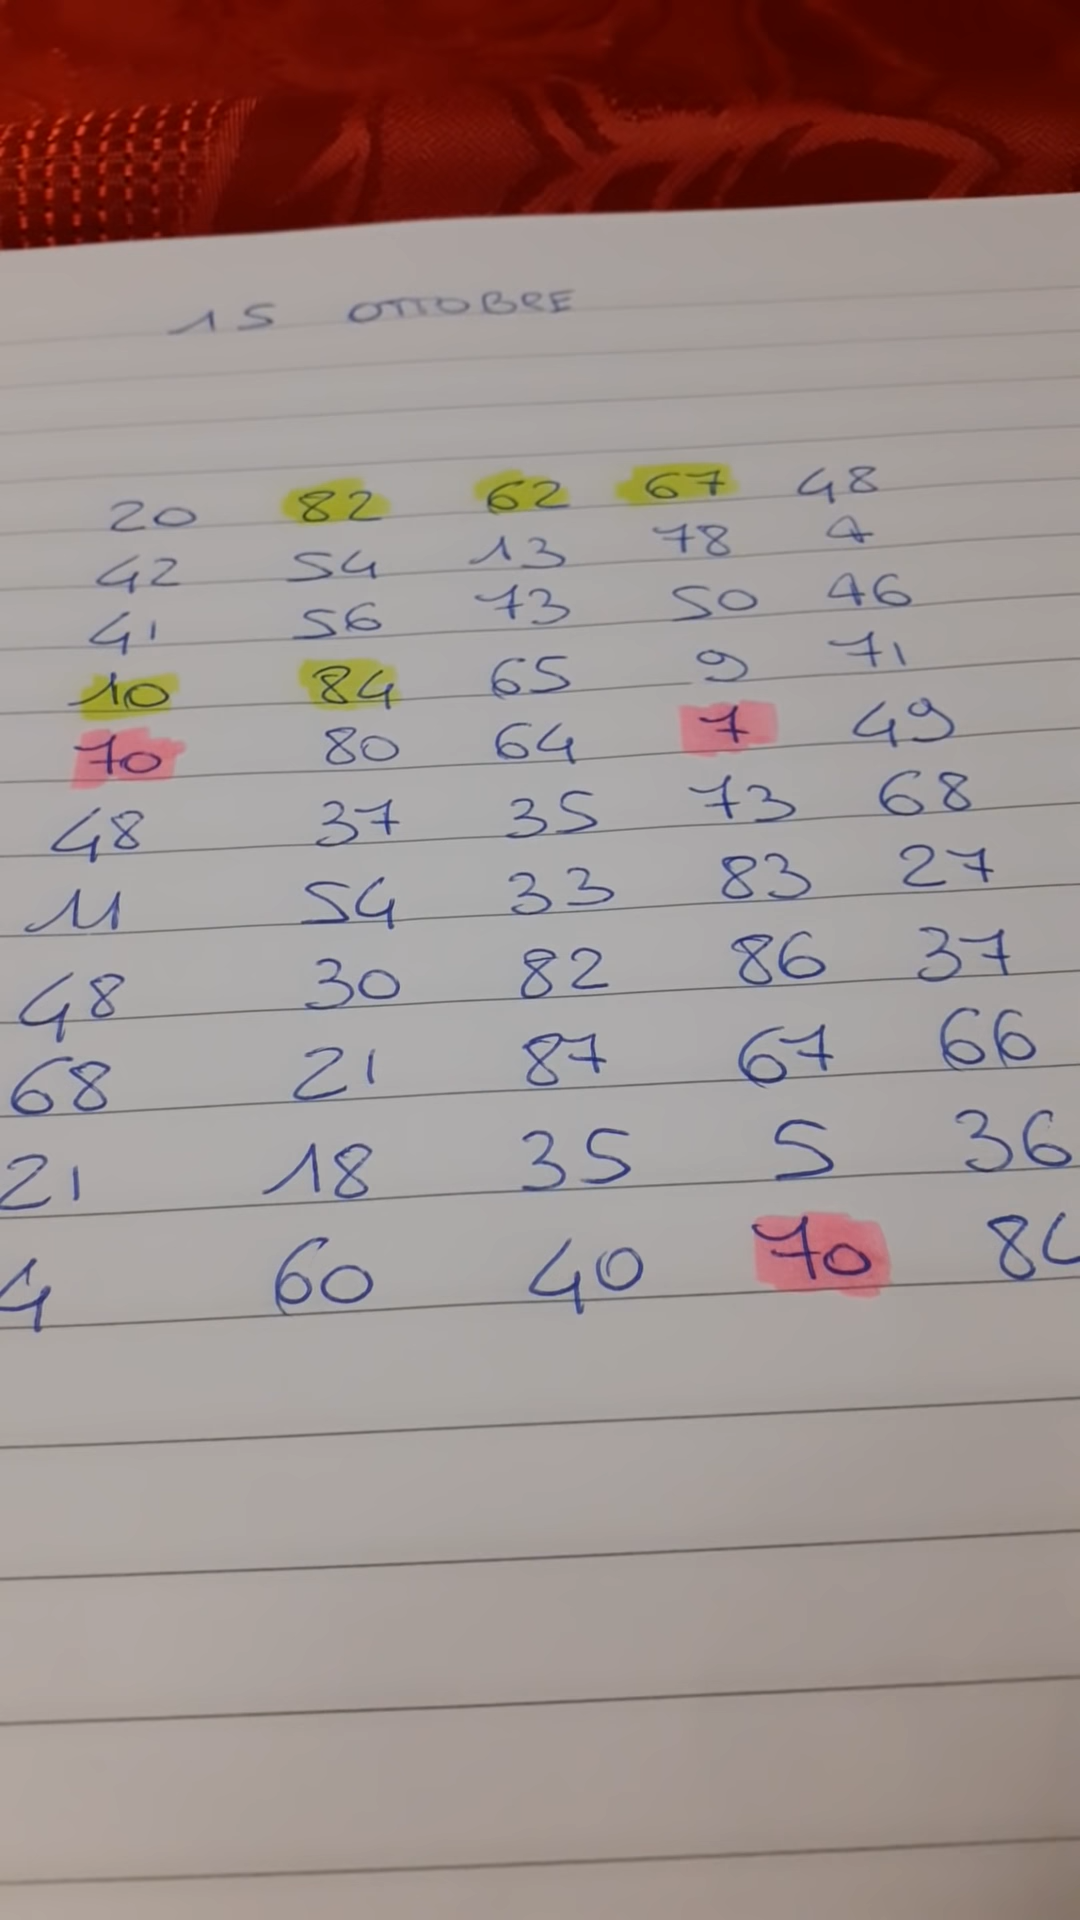 15 OTTOBRE
20 82 62 67 48
42 54 13 78 4
41 56 73 50 46
10 84 65 9 71
70 80 64 7 49
48 37 35 73 68
11 54 33 83 27
48 30 82 86 37
68 21 87 67 66
21 18 35 5 36
4 60 40 70 84